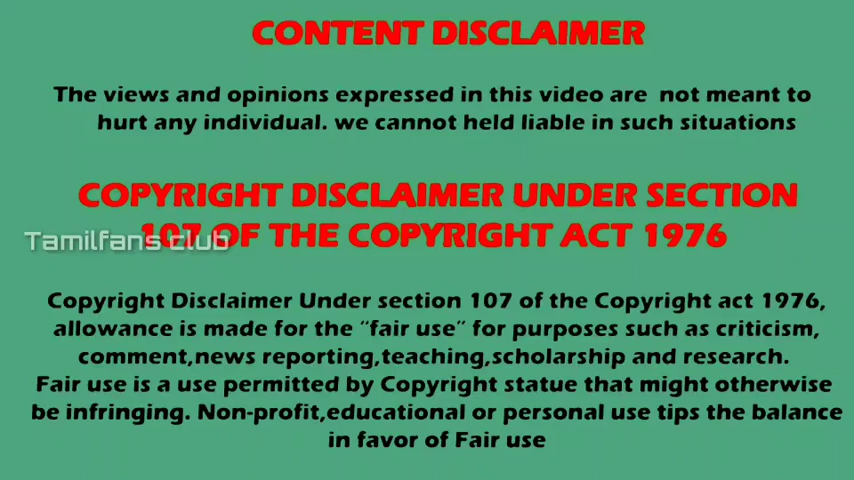 CONTENT DISCLAIMER
The views and opinions expressed in this video are not meant to
hurt any individual. we cannot held liable in such situations
COPYRIGHT DISCLAIMER UNDER SECTION
107 OF THE COPYRIGHT ACT 1976
Tamilfans club
Copyright Disclaimer Under section 107 of the Copyright act 1976,
allowance is made for the “fair use” for purposes such as criticism,
comment,news reporting,teaching,scholarship and research.
Fair use is a use permitted by Copyright statue that might otherwise
be infringing. Non-profit,educational or personal use tips the balance
in favor of Fair use